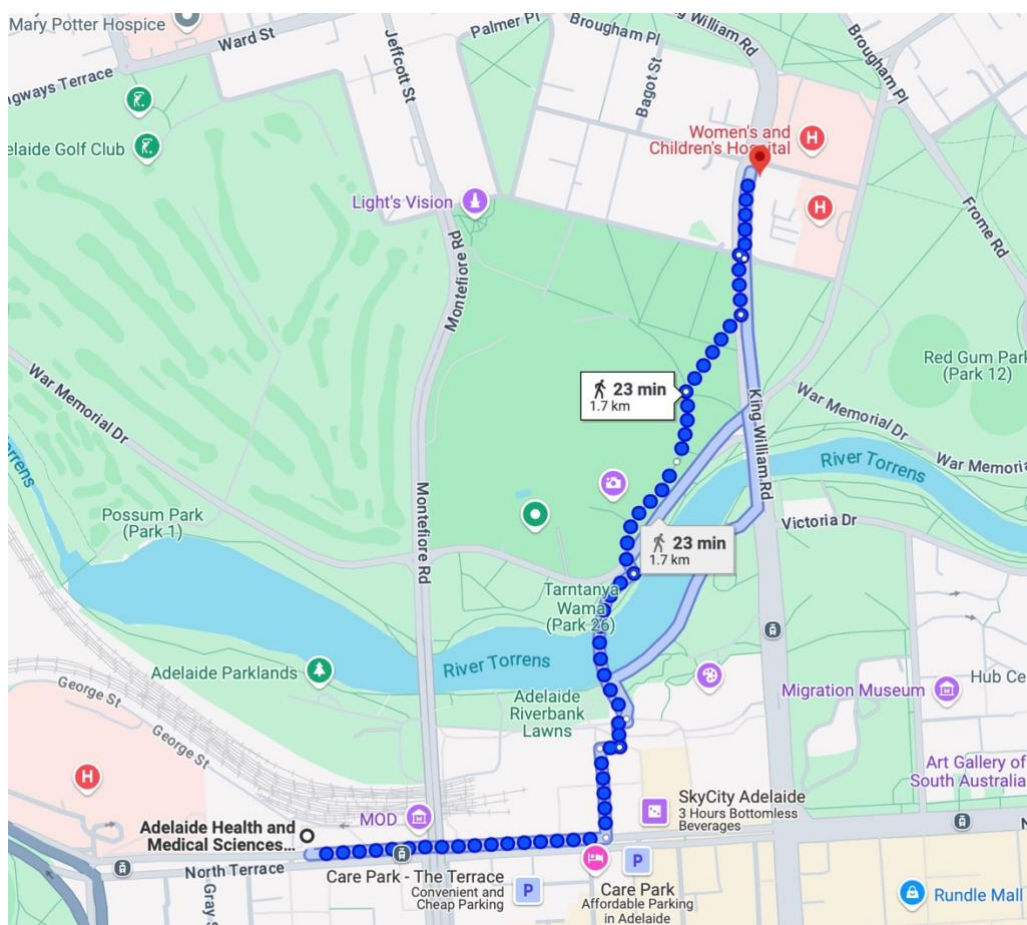 Mary Potter Hospice
Ward St
Jeffcott St
Palmer Pl
Brougham Pl
King William Rd
Bagot St
Brougham Pl
ngways Terrace
elaide Golf Club
Women's and
Children's Hospital
H
H
Light's Vision
Frome Rd
Montefiore Rd
War Memorial Dr
23 min
1.7 km
Red Gum Park
(Park 12)
King William Rd
War Memorial Dr
War Memoria
River Torrens
Torrens
Possum Park
(Park 1)
Montefiore Rd
Victoria Dr
23 min
1.7 km
Tarntanya
Wama
(Park 26)
River Torrens
Adelaide Parklands
George St
George St
Adelaide
Riverbank
Lawns
Migration Museum
Hub Ce
Art Gallery of
South Australia
H
MOD
SkyCity Adelaide
3 Hours Bottomless
Beverages
Adelaide Health and
Medical Sciences...
N
North Terrace
Gray S
Care Park - The Terrace
Convenient and
Cheap Parking
P
P
Care Park
Affordable Parking
in Adelaide
Rundle Mall